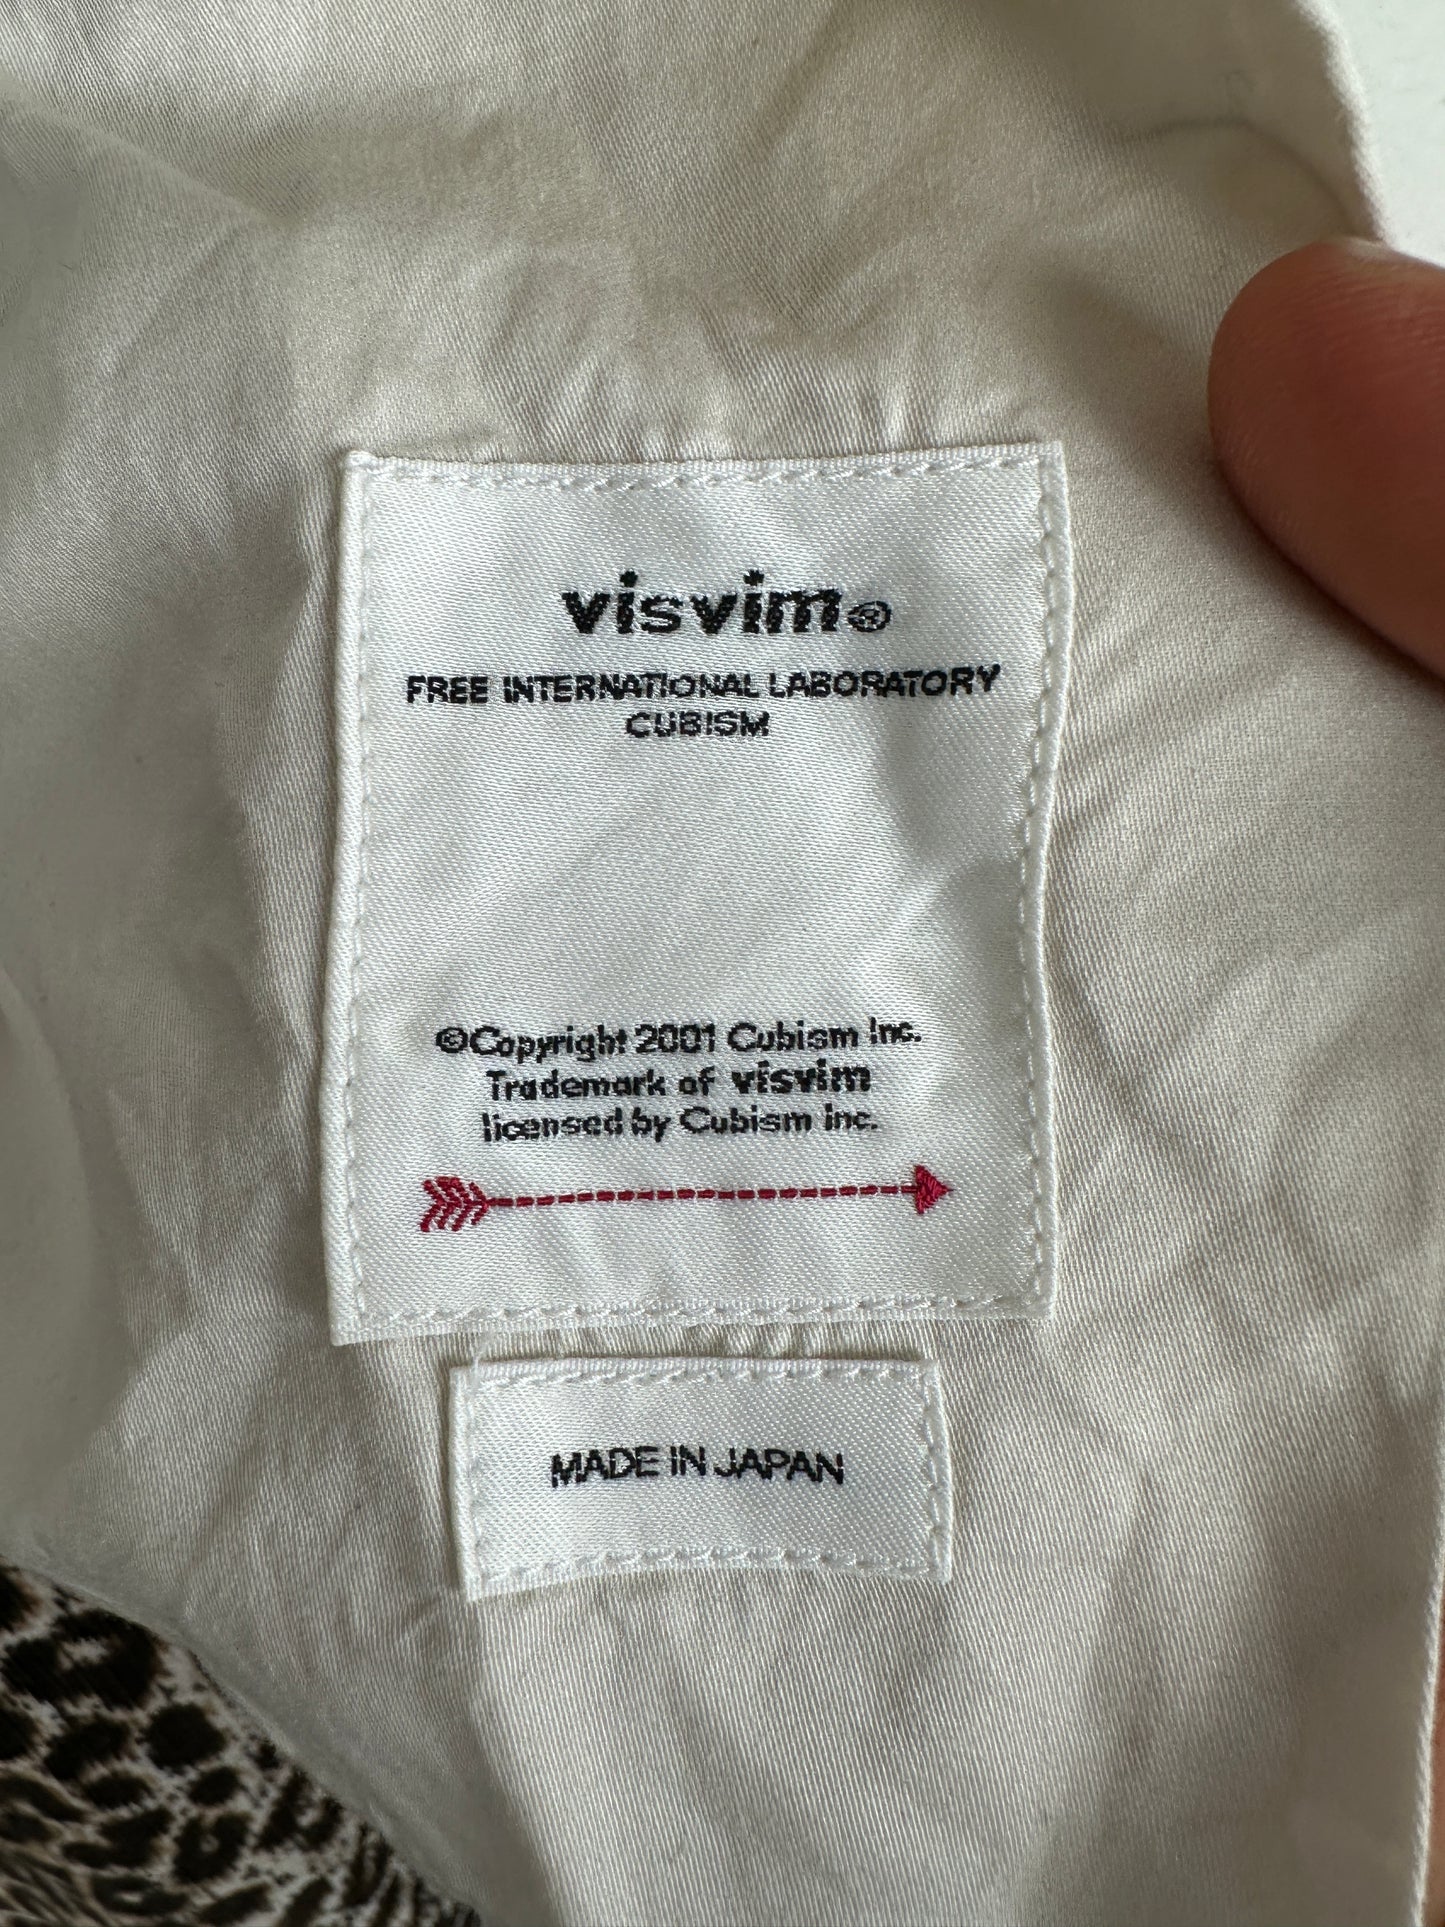 visvim®
FREE INTERNATIONAL LABORATORY
CUBISM
©Copyright 2001 Cubism Inc.
Trademark of visvim
licensed by Cubism Inc.
MADE IN JAPAN